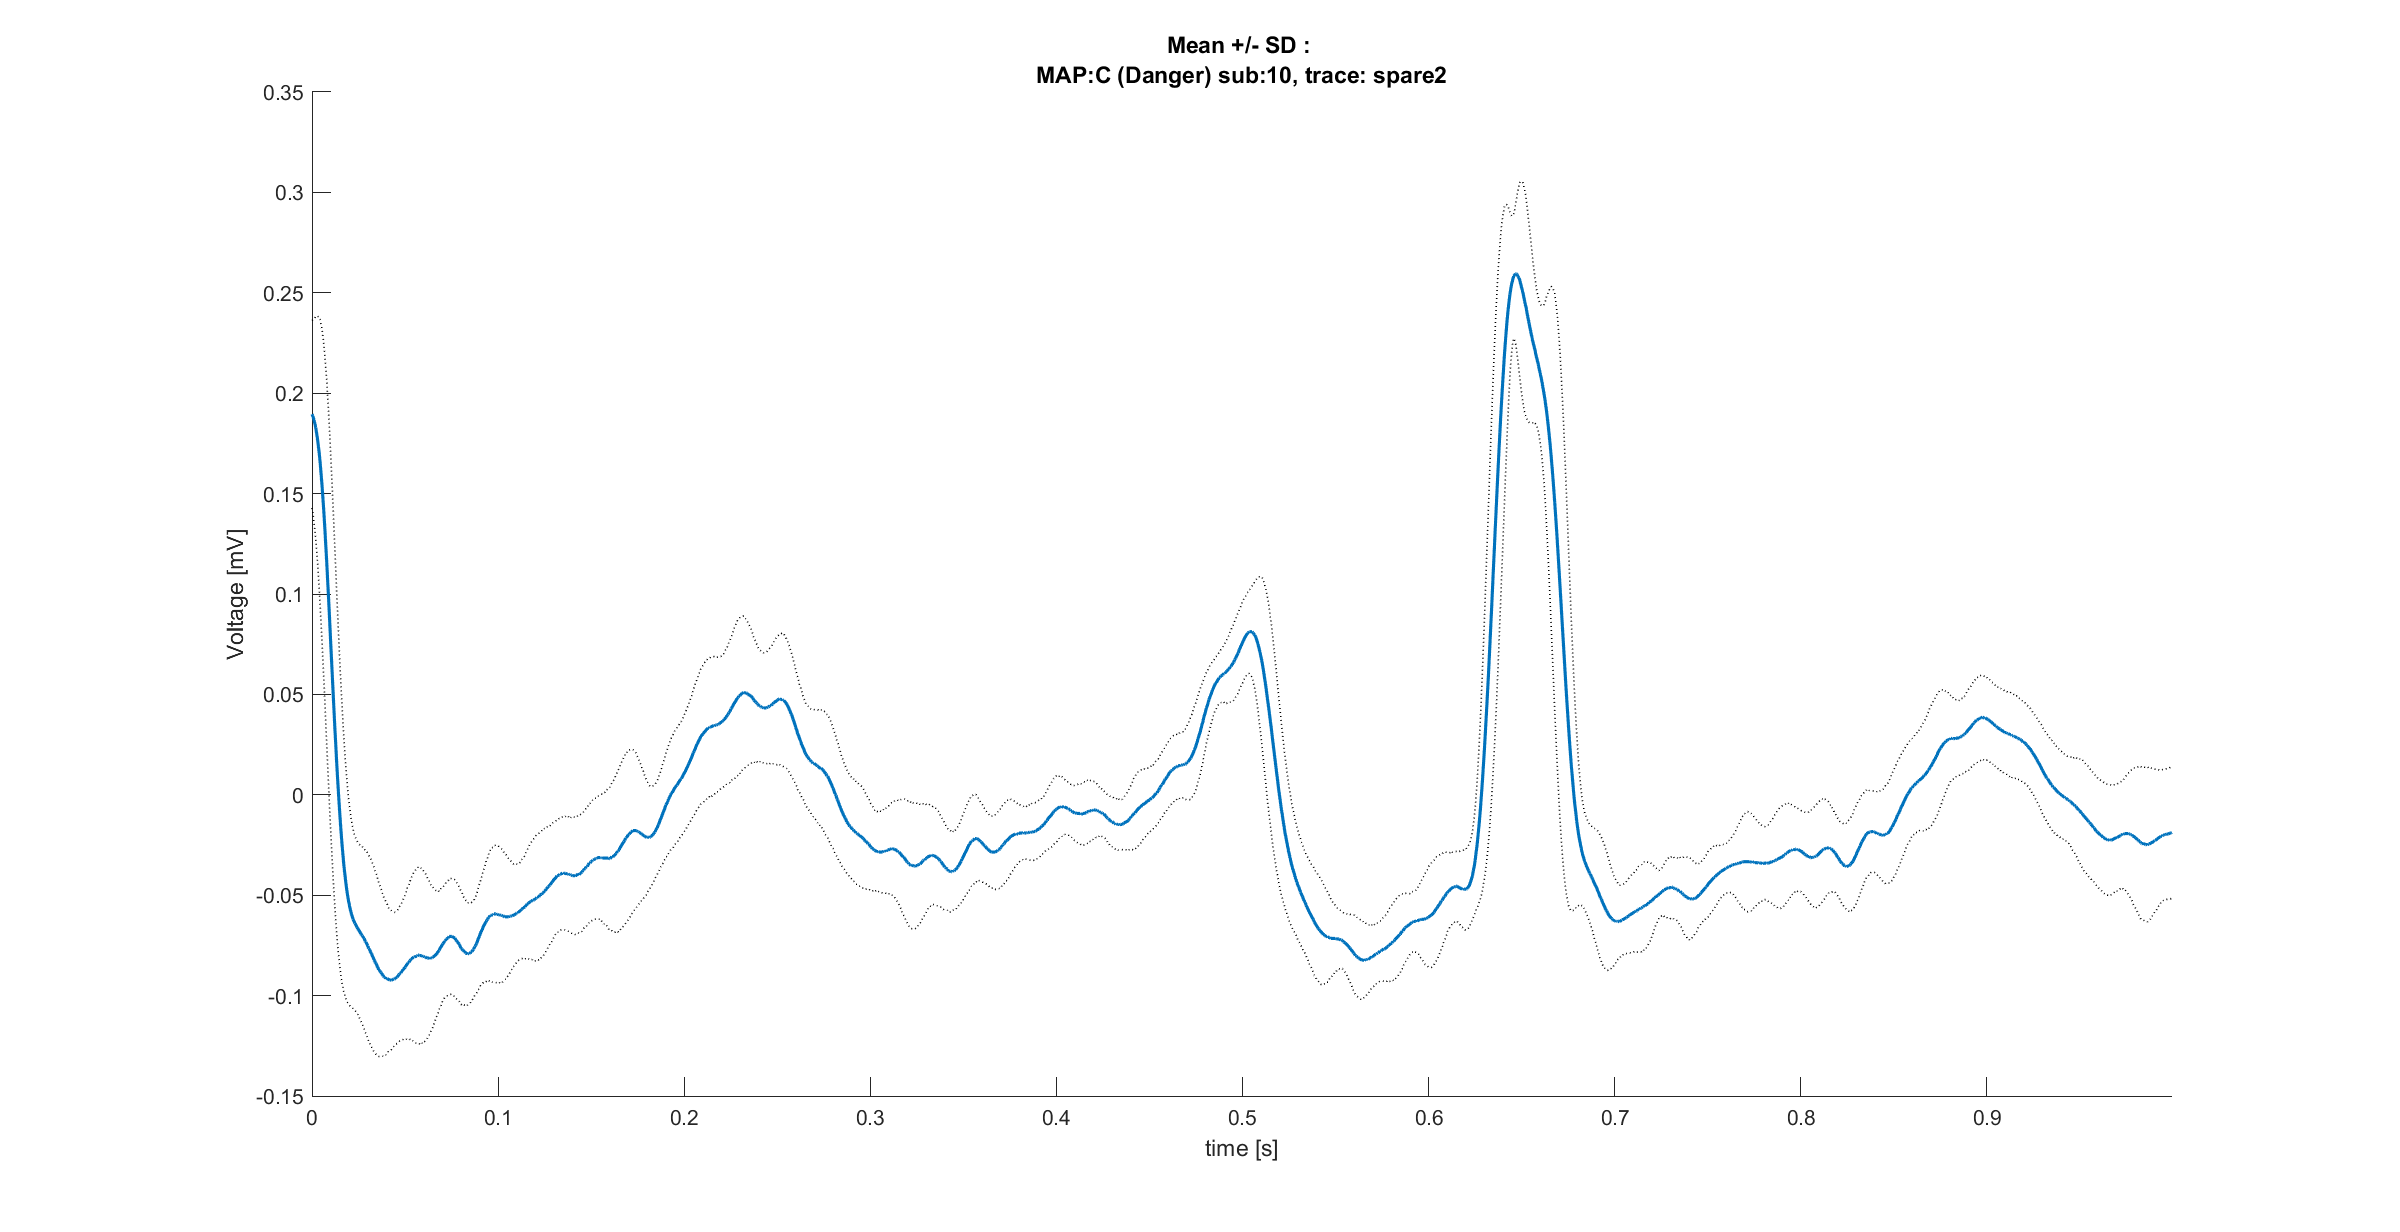 Mean +/- SD :
MAP:C (Danger) sub:10, trace: spare2
0.35
0.3
0.25
0.2
0.15
0.1
0.05
0
-0.05
-0.1
-0.15
Voltage [mV]
0 0.1 0.2 0.3 0.4 0.5 0.6 0.7 0.8 0.9
time [s]